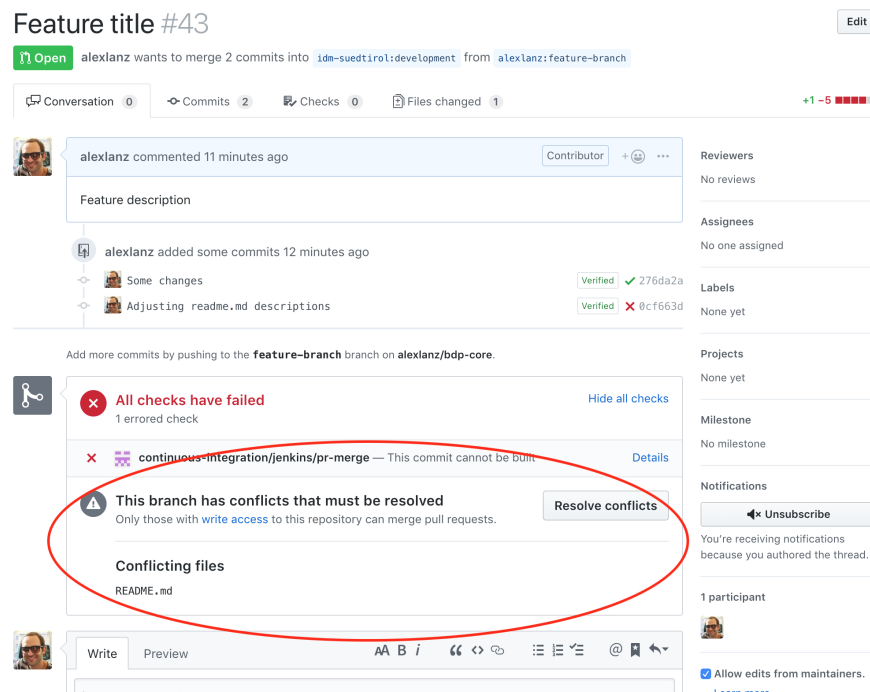 Feature title #43
Edit
Open alexlanz wants to merge 2 commits into idm-suedtirol:development from alexlanz:feature-branch
Conversation 0 Commits 2 Checks 0 Files changed 1 +1 −5
alexlanz commented 11 minutes ago Contributor
Feature description
alexlanz added some commits 12 minutes ago
Some changes Verified 276da2a
Adjusting readme.md descriptions Verified 0cf663d
Add more commits by pushing to the feature-branch branch on alexlanz/bdp-core.
All checks have failed Hide all checks
1 errored check
continuous-integration/jenkins/pr-merge — This commit cannot be built Details
This branch has conflicts that must be resolved
Only those with write access to this repository can merge pull requests.
Resolve conflicts
Conflicting files
README.md
Write Preview AA B i
Reviewers
No reviews
Assignees
No one assigned
Labels
None yet
Projects
None yet
Milestone
No milestone
Notifications
Unsubscribe
You're receiving notifications
because you authored the thread.
1 participant
Allow edits from maintainers.
Learn more